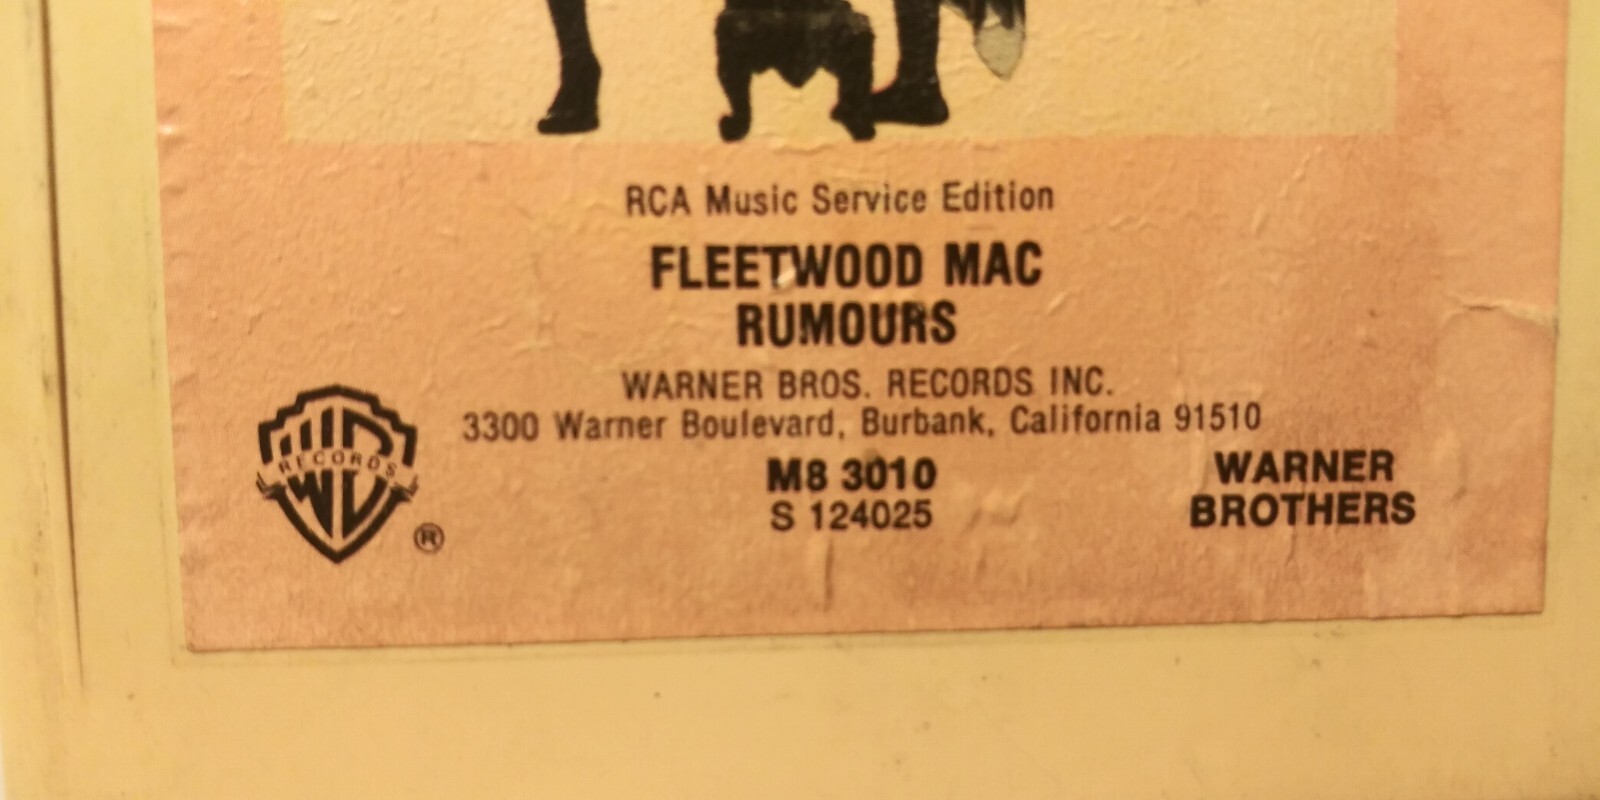 RCA Music Service Edition
FLEETWOOD MAC
RUMOURS
WARNER BROS. RECORDS INC.
3300 Warner Boulevard, Burbank, California 91510
M8 3010
S 124025
WARNER
BROTHERS
WB
RECORDS
®